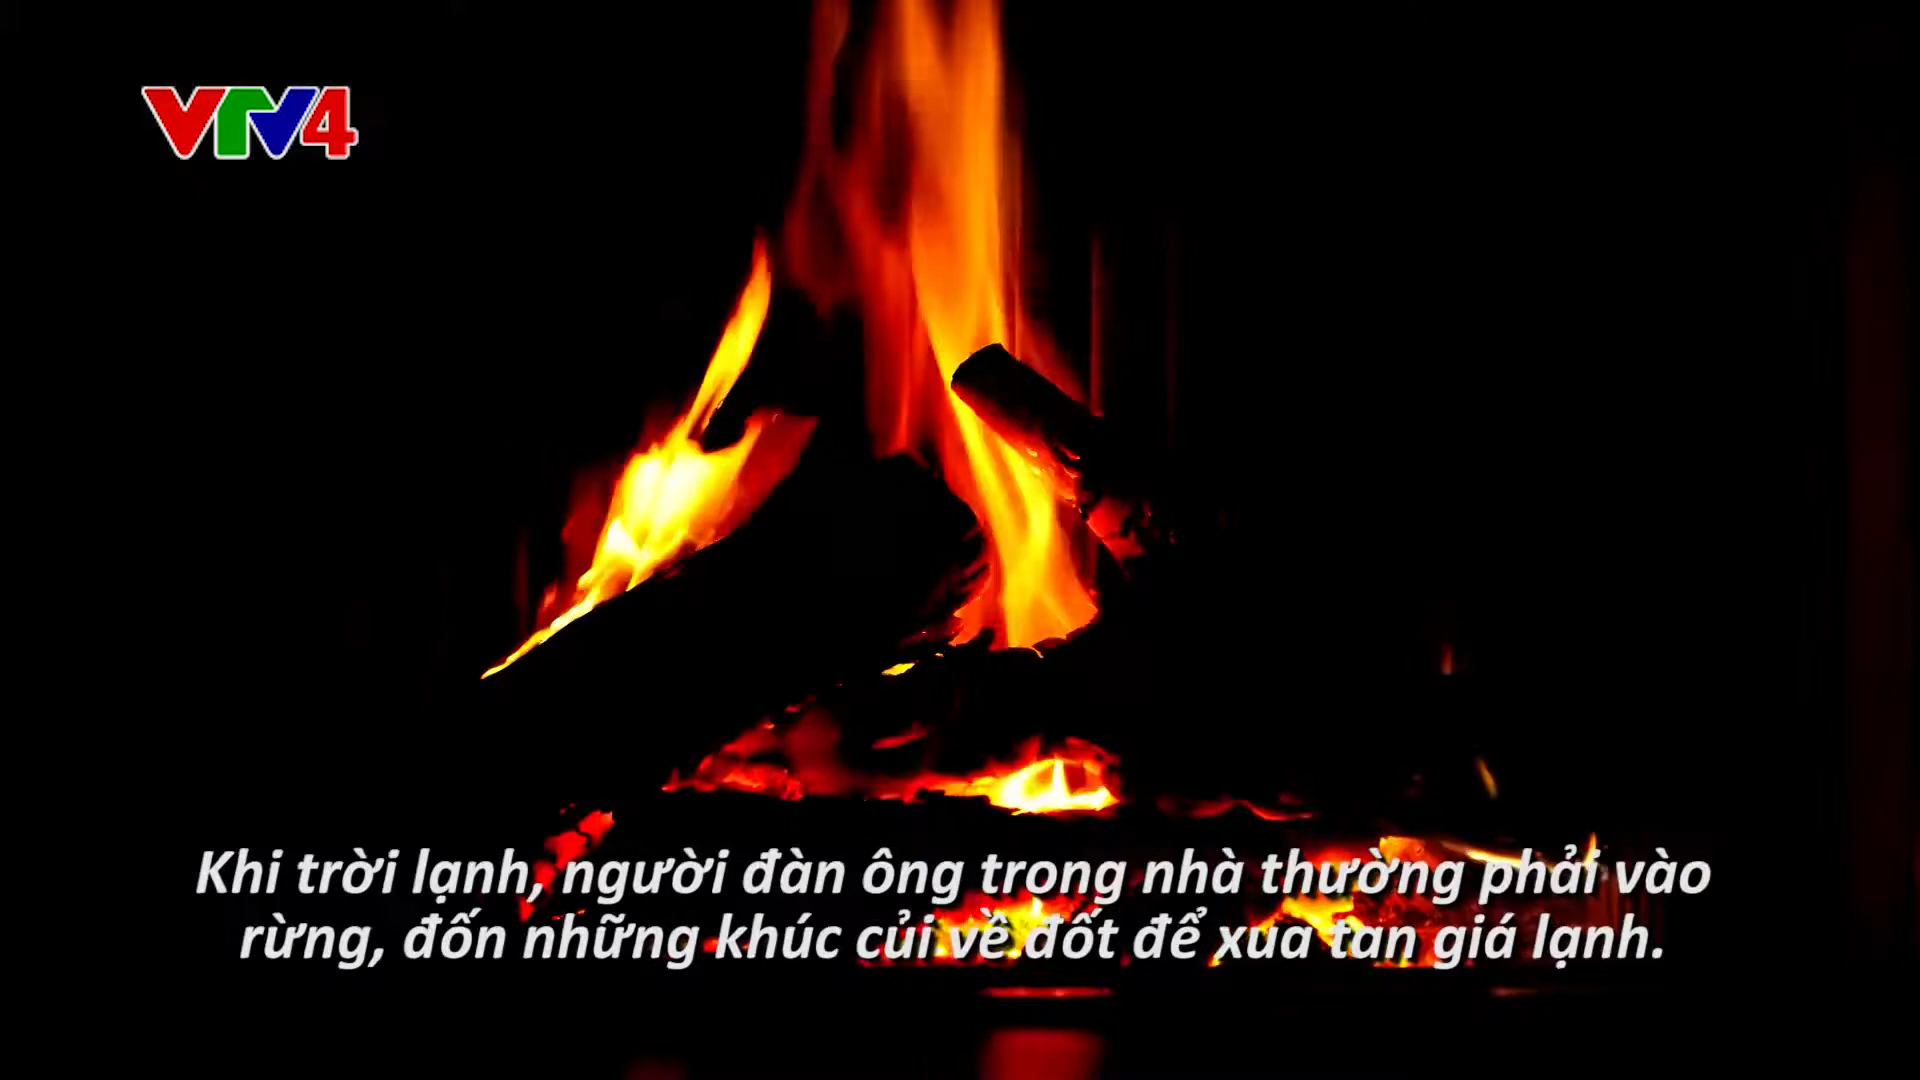 VTV4
Khi trời lạnh, người đàn ông trong nhà thường phải vào
rừng, đốn những khúc củi về đốt để xua tan giá lạnh.